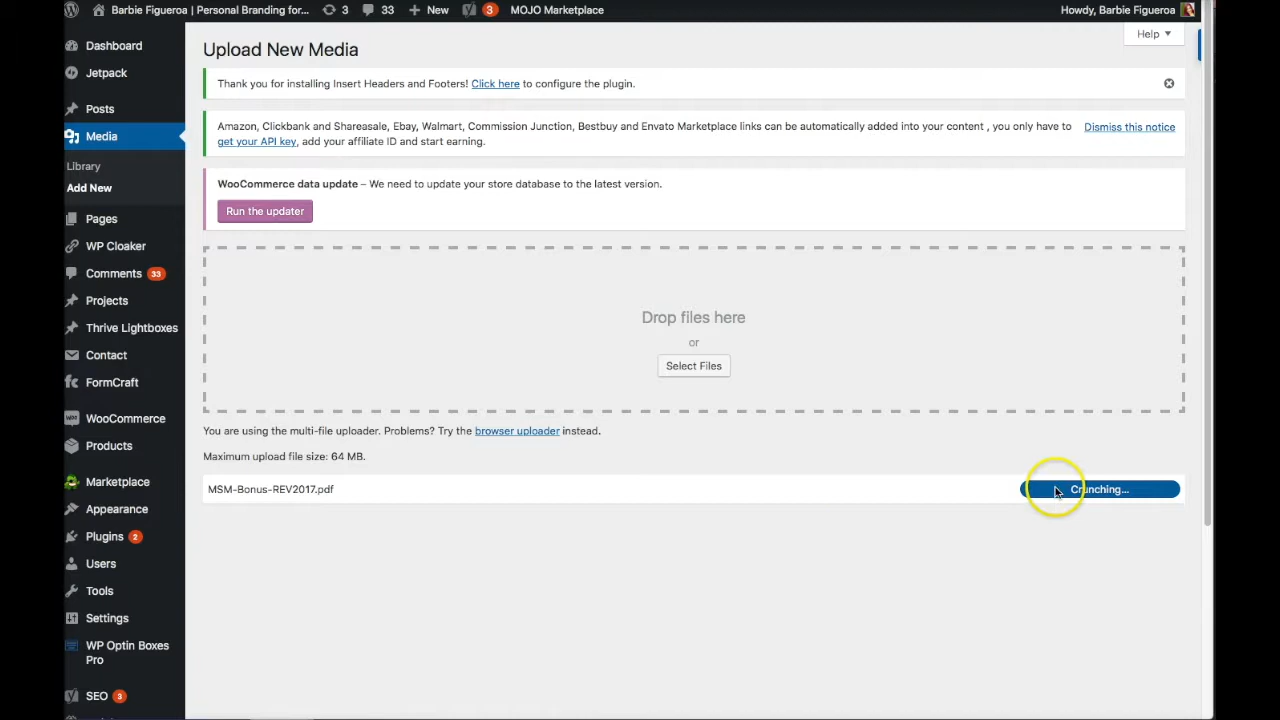 Barbie Figueroa | Personal Branding for... 3 33 New 3 MOJO Marketplace Howdy, Barbie Figueroa
Help
Dashboard
Jetpack
Posts
Media
Library
Add New
Pages
WP Cloaker
Comments 33
Projects
Thrive Lightboxes
Contact
FormCraft
WooCommerce
Products
Marketplace
Appearance
Plugins 2
Users
Tools
Settings
WP Optin Boxes
Pro
SEO 3
Upload New Media
Thank you for installing Insert Headers and Footers! Click here to configure the plugin.
Amazon, Clickbank and Shareasale, Ebay, Walmart, Commission Junction, Bestbuy and Envato Marketplace links can be automatically added into your content , you only have to
get your API key, add your affiliate ID and start earning.
Dismiss this notice
WooCommerce data update – We need to update your store database to the latest version.
Run the updater
Drop files here
or
Select Files
You are using the multi-file uploader. Problems? Try the browser uploader instead.
Maximum upload file size: 64 MB.
MSM-Bonus-REV2017.pdf
Crunching...